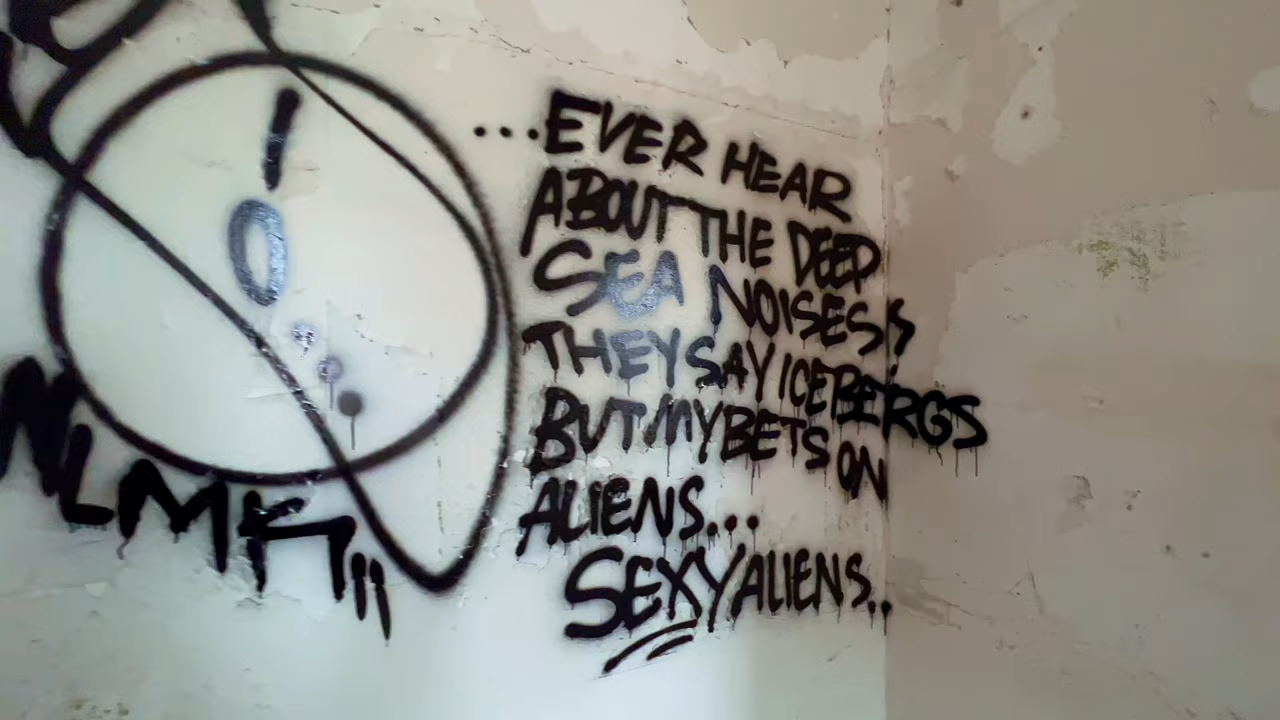 ...EVER HEAR
ABOUT THE DEEP
SEA NOISES
THEY SAY ICEBERGS
BUT MY BETS ON
ALIENS...
SEXY ALIENS..